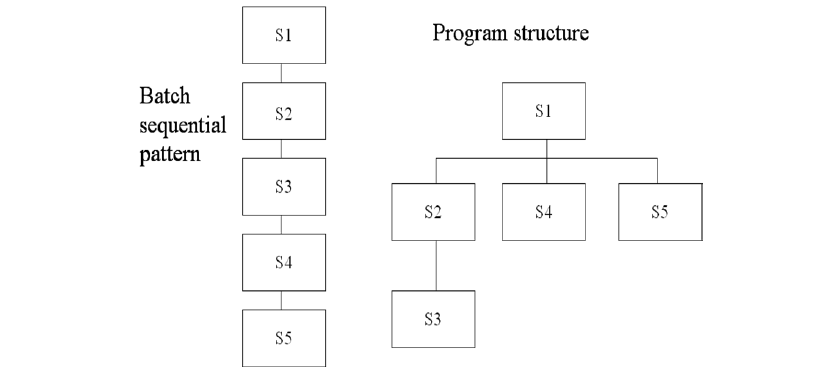 Batch
sequential
pattern
S1
S2
S3
S4
S5
Program structure
S1
S2
S4
S5
S3